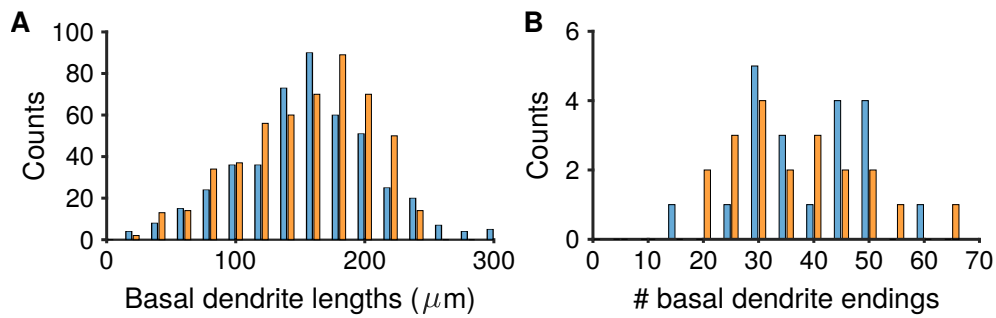 A
B
Counts
100
80
60
40
20
0
0 100 200 300
Basal dendrite lengths (μm)
Counts
6
4
2
0
0 10 20 30 40 50 60 70
# basal dendrite endings